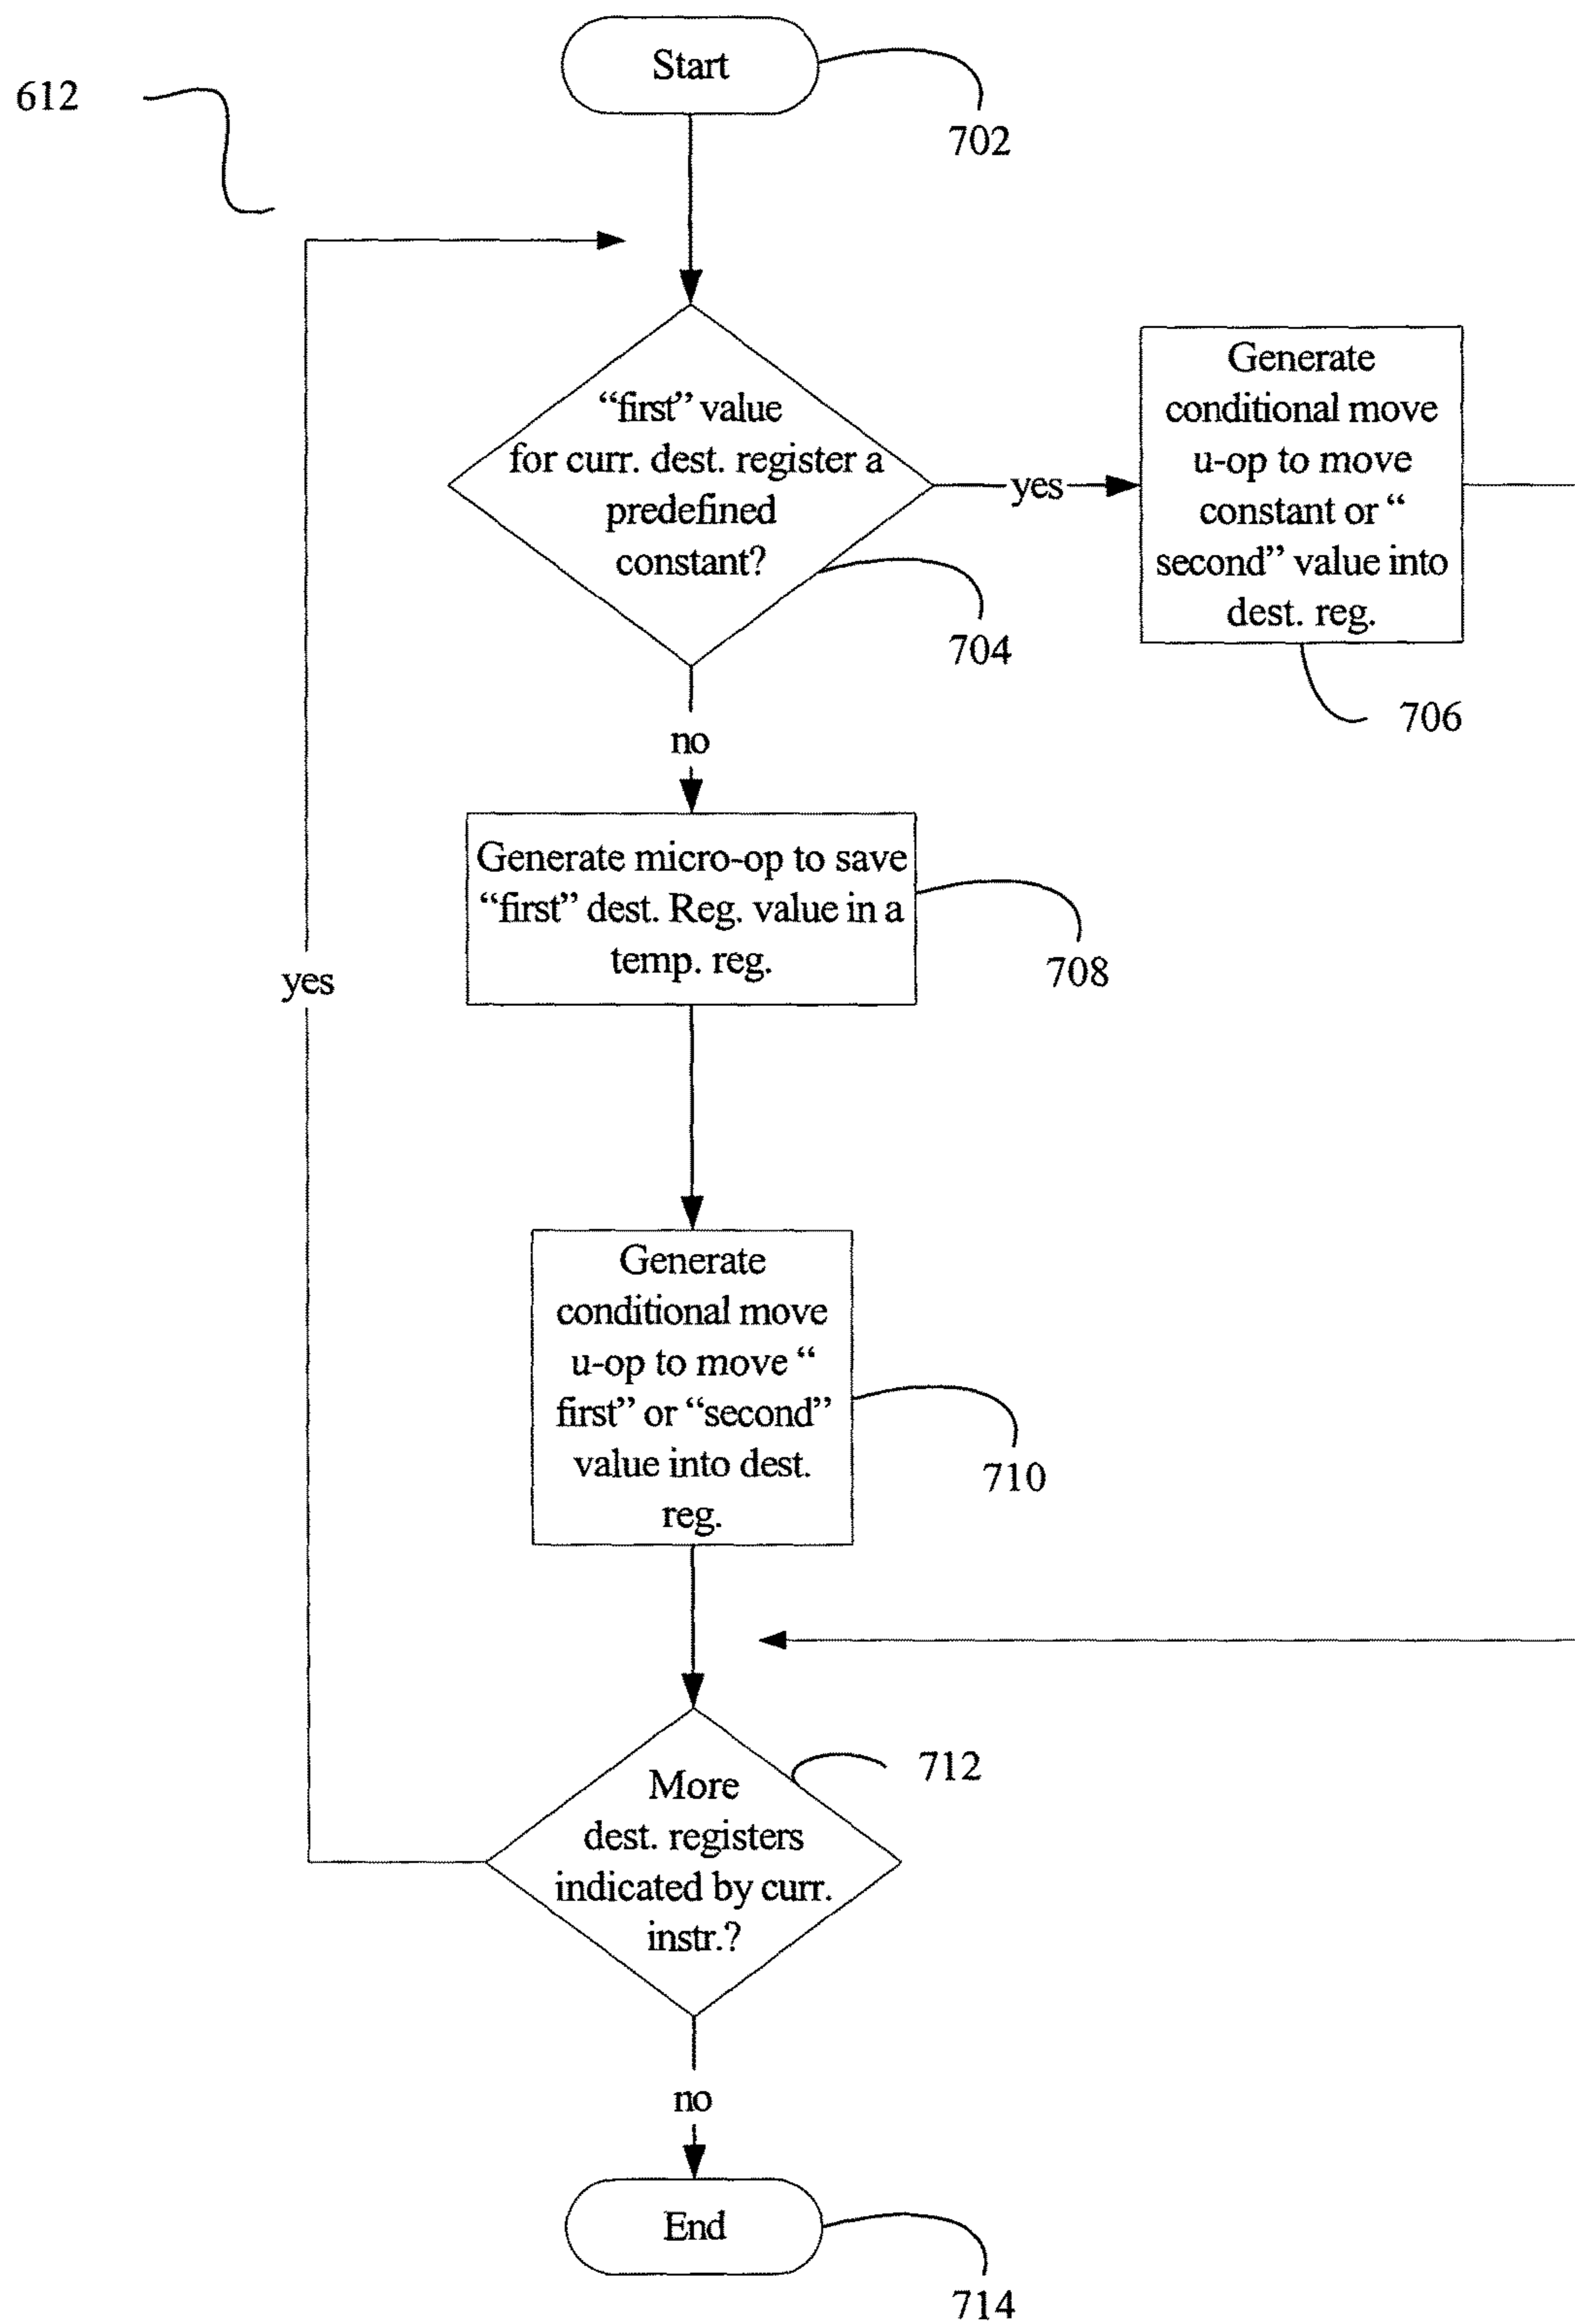 Start
612
702
“first” value
for curr. dest. register a
predefined
constant?
yes
Generate
conditional move
u-op to move
constant or “
second” value into
dest. reg.
704
706
no
Generate micro-op to save
“first” dest. Reg. value in a
temp. reg.
708
yes
Generate
conditional move
u-op to move “
first” or “second”
value into dest.
reg.
710
712
More
dest. registers
indicated by curr.
instr.?
no
End
714